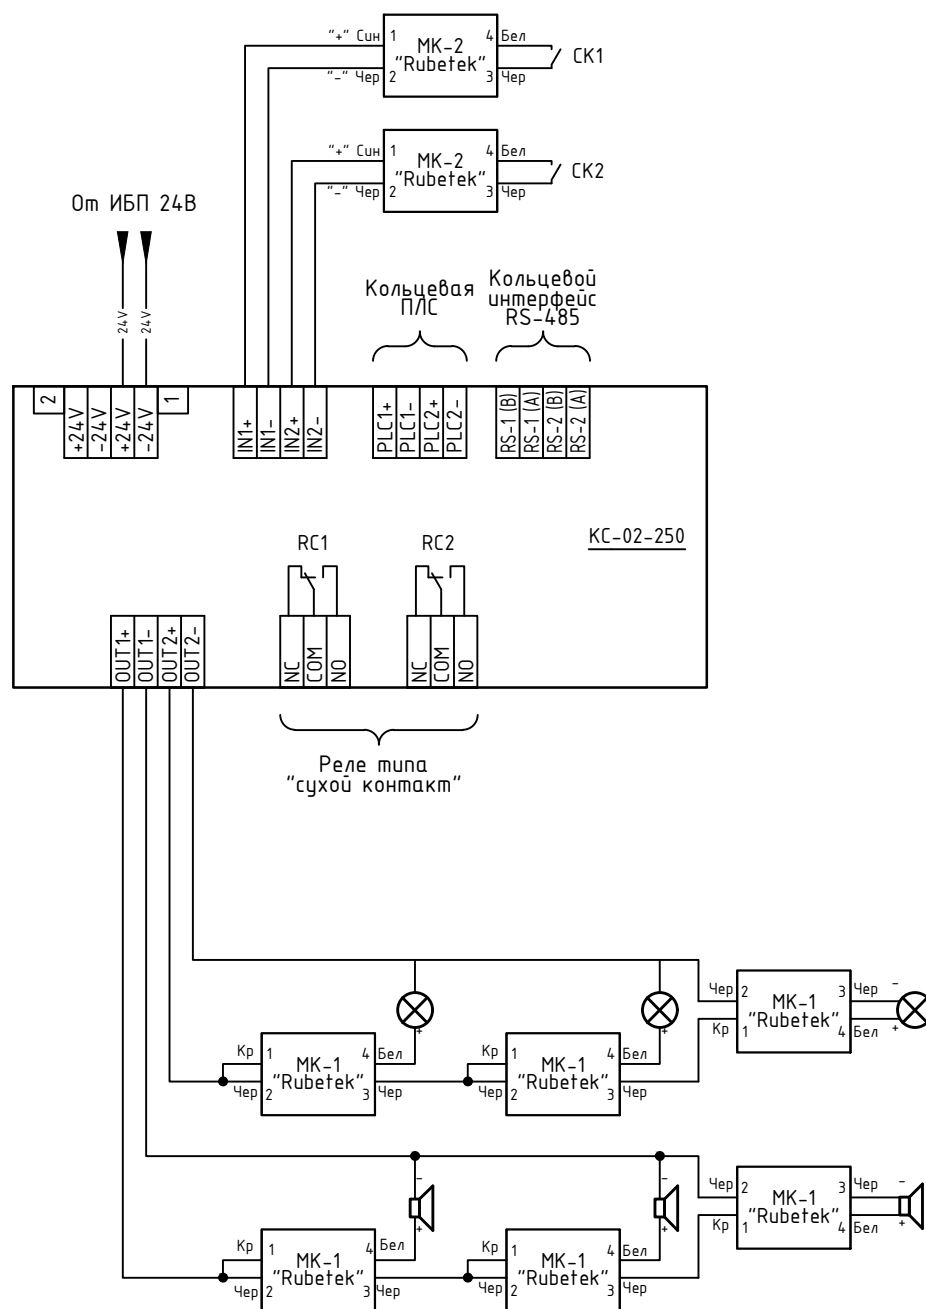 "+" Син 1 МК-2 4 Бел
"Rubetek" СК1
"-" Чер 2 3 Чер
"+" Син 1 МК-2 4 Бел
"Rubetek" СК2
"-" Чер 2 3 Чер
От ИБП 24В
24V 24V
Кольцевая
ПЛС
Кольцевой
интерфейс
RS-485
2 +24V -24V +24V -24V 1
IN1+ IN1- IN2+ IN2-
PLC1+ PLC1- PLC2+ PLC2-
RS-1 (B) RS-1 (A) RS-2 (B) RS-2 (A)
КС-02-250
RC1 RC2
OUT1+ OUT1- OUT2+ OUT2-
NC COM NO
NC COM NO
Реле типа
"сухой контакт"
Чер 2 МК-1 3 Чер -
Кр 1 "Rubetek" 4 Бел +
+ +
Кр 1 МК-1 4 Бел
Чер 2 "Rubetek" 3 Чер
Кр 1 МК-1 4 Бел
Чер 2 "Rubetek" 3 Чер
- -
Чер 2 МК-1 3 Чер -
Кр 1 "Rubetek" 4 Бел +
+ +
Кр 1 МК-1 4 Бел
Чер 2 "Rubetek" 3 Чер
Кр 1 МК-1 4 Бел
Чер 2 "Rubetek" 3 Чер